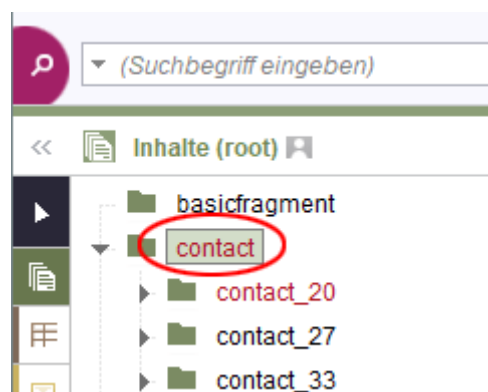 (Suchbegriff eingeben)
Inhalte (root)
basicfragment
contact
contact_20
contact_27
contact_33